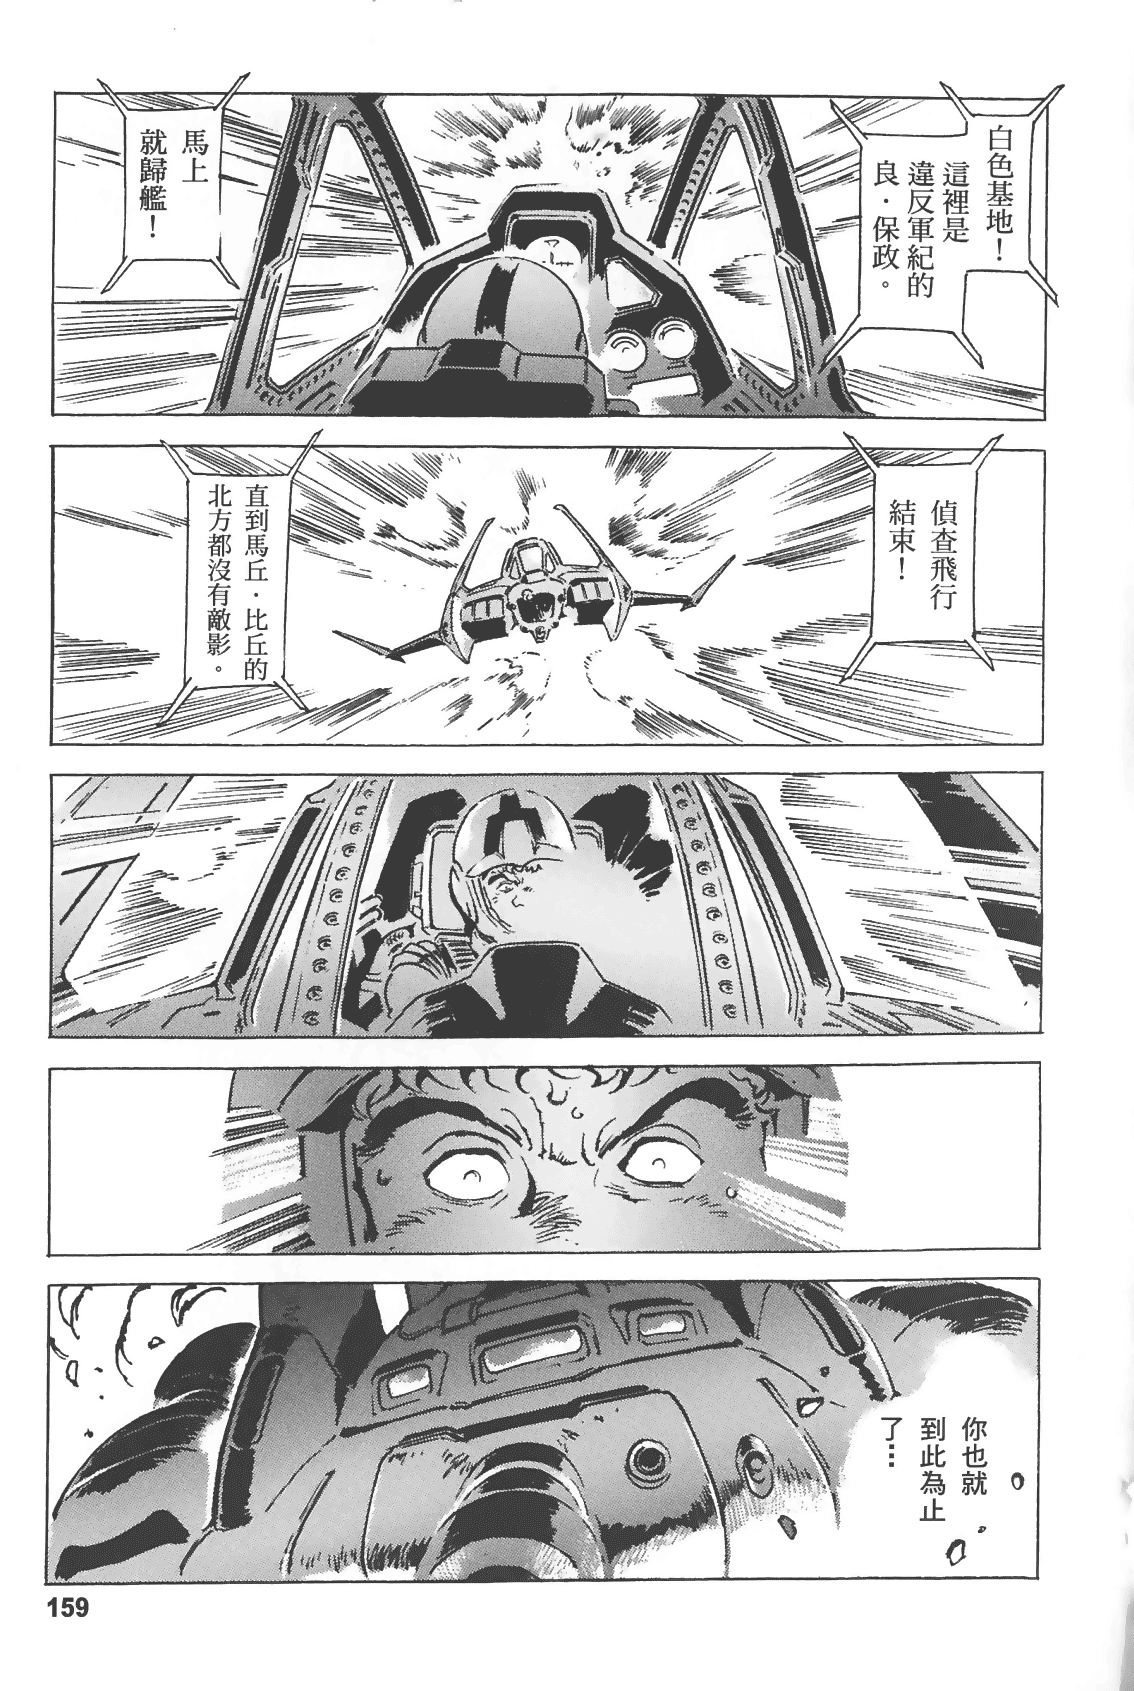 白色基地！
這裡是
違反軍紀的
良．保政。
馬上
就歸艦！
偵查飛行
結束！
直到馬丘．比丘的
北方都沒有敵影。
你也就
到此為止
了…
159